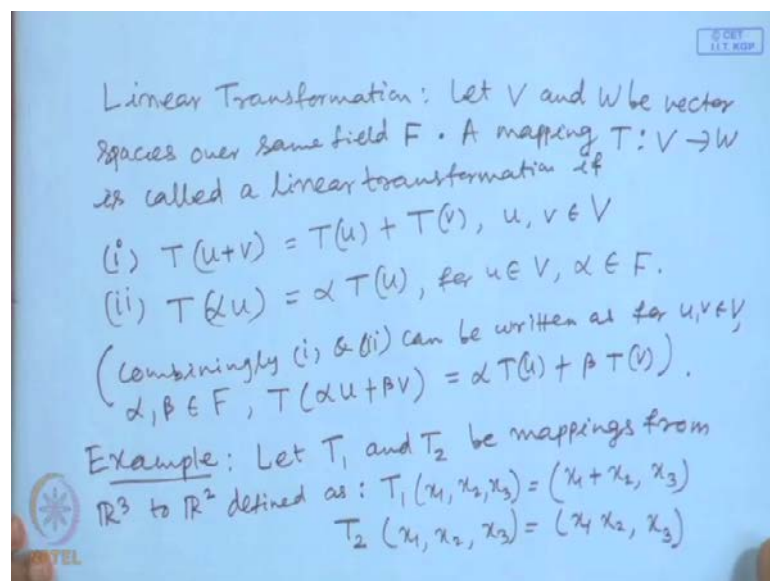 © CET
I.I.T. KGP
Linear Transformation: Let V and W be vector
spaces over same field F. A mapping T: V → W
is called a linear transformation if
(i) T(u+v) = T(u) + T(v), u, v ∈ V
(ii) T(αu) = α T(u), for u ∈ V, α ∈ F.
(Combiningly (i) & (ii) can be written as for u, v ∈ V,
α, β ∈ F, T(αu+βv) = α T(u) + β T(v)).
Example: Let T₁ and T₂ be mappings from
ℝ³ to ℝ² defined as: T₁(x₁, x₂, x₃) = (x₁ + x₂, x₃)
T₂(x₁, x₂, x₃) = (x₁ x₂, x₃)